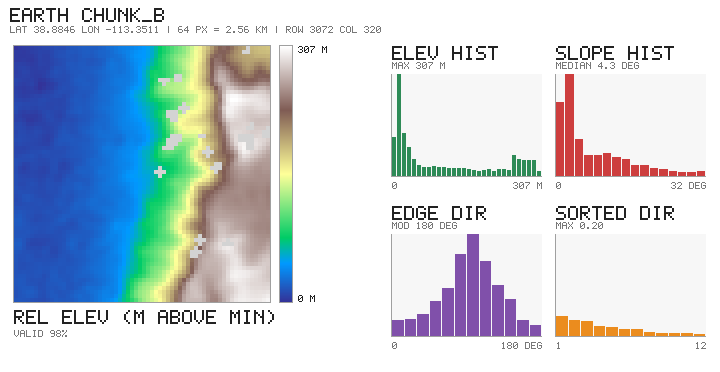 EARTH CHUNK_B
LAT 38.8846 LON -113.3511 | 64 PX = 2.56 KM | ROW 3072 COL 320
307 M
0 M
REL ELEV (M ABOVE MIN)
VALID 98%
ELEV HIST
MAX 307 M
0 307 M
SLOPE HIST
MEDIAN 4.3 DEG
0 32 DEG
EDGE DIR
MOD 180 DEG
0 180 DEG
SORTED DIR
MAX 0.20
1 12